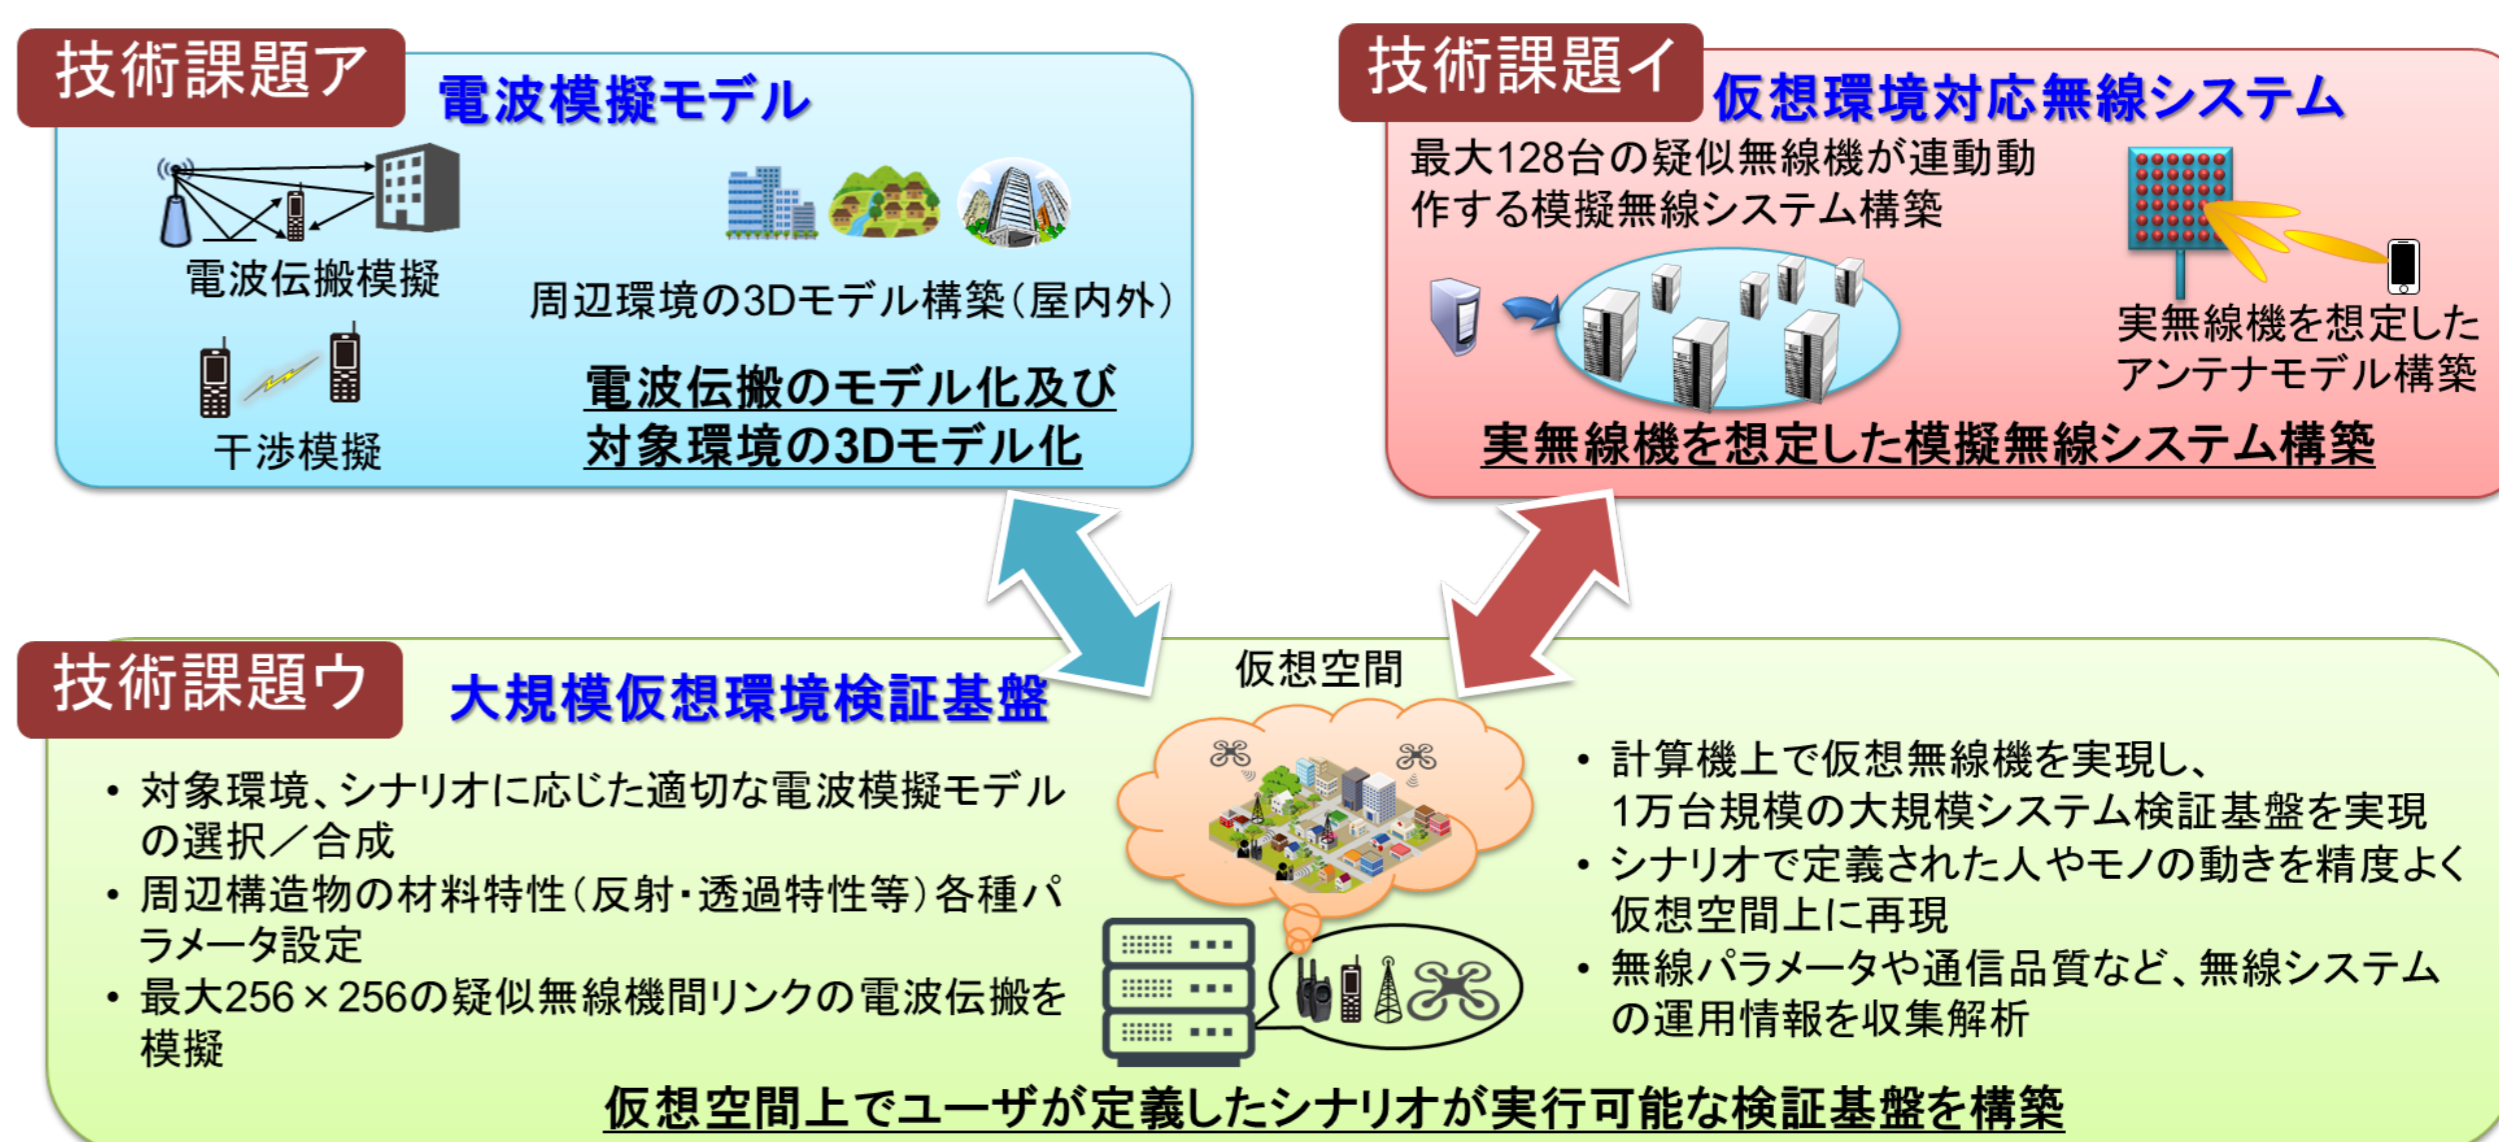 技術課題ア
電波模擬モデル
電波伝搬模擬
周辺環境の3Dモデル構築（屋内外）
干渉模擬
電波伝搬のモデル化及び
対象環境の3Dモデル化
技術課題イ
仮想環境対応無線システム
最大128台の疑似無線機が連動動
作する模擬無線システム構築
実無線機を想定した
アンテナモデル構築
実無線機を想定した模擬無線システム構築
技術課題ウ
大規模仮想環境検証基盤
• 対象環境、シナリオに応じた適切な電波模擬モデル
の選択／合成
• 周辺構造物の材料特性（反射・透過特性等）各種パ
ラメータ設定
• 最大256×256の疑似無線機間リンクの電波伝搬を
模擬
仮想空間
• 計算機上で仮想無線機を実現し、
1万台規模の大規模システム検証基盤を実現
• シナリオで定義された人やモノの動きを精度よく
仮想空間上に再現
• 無線パラメータや通信品質など、無線システム
の運用情報を収集解析
仮想空間上でユーザが定義したシナリオが実行可能な検証基盤を構築